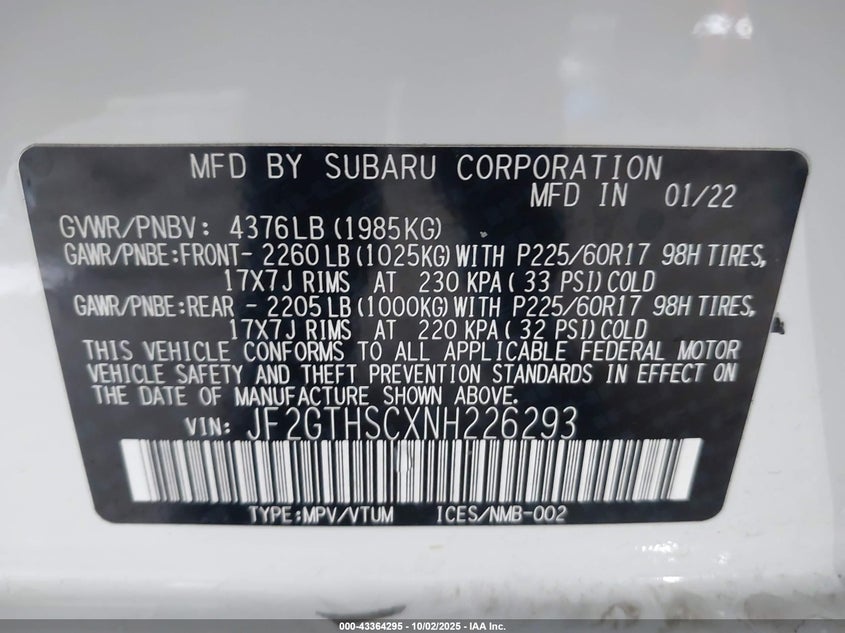 MFD BY SUBARU CORPORATION
MFD IN 01/22
GVWR/PNBV: 4376LB (1985KG)
GAWR/PNBE:FRONT- 2260LB (1025KG) WITH P225/60R17 98H TIRES,
17X7J RIMS AT 230 KPA( 33 PSI) COLD
GAWR/PNBE:REAR - 2205LB (1000KG) WITH P225/60R17 98H TIRES,
17X7J RIMS AT 220 KPA( 32 PSI) COLD
THIS VEHICLE CONFORMS TO ALL APPLICABLE FEDERAL MOTOR
VEHICLE SAFETY AND THEFT PREVENTION STANDARDS IN EFFECT ON
THE DATE OF MANUFACTURE SHOWN ABOVE.
VIN: JF2GTHSCXNH226293
TYPE:MPV/VTUM ICES/NMB-002
000-43364295 - 10/02/2025 - IAA Inc.